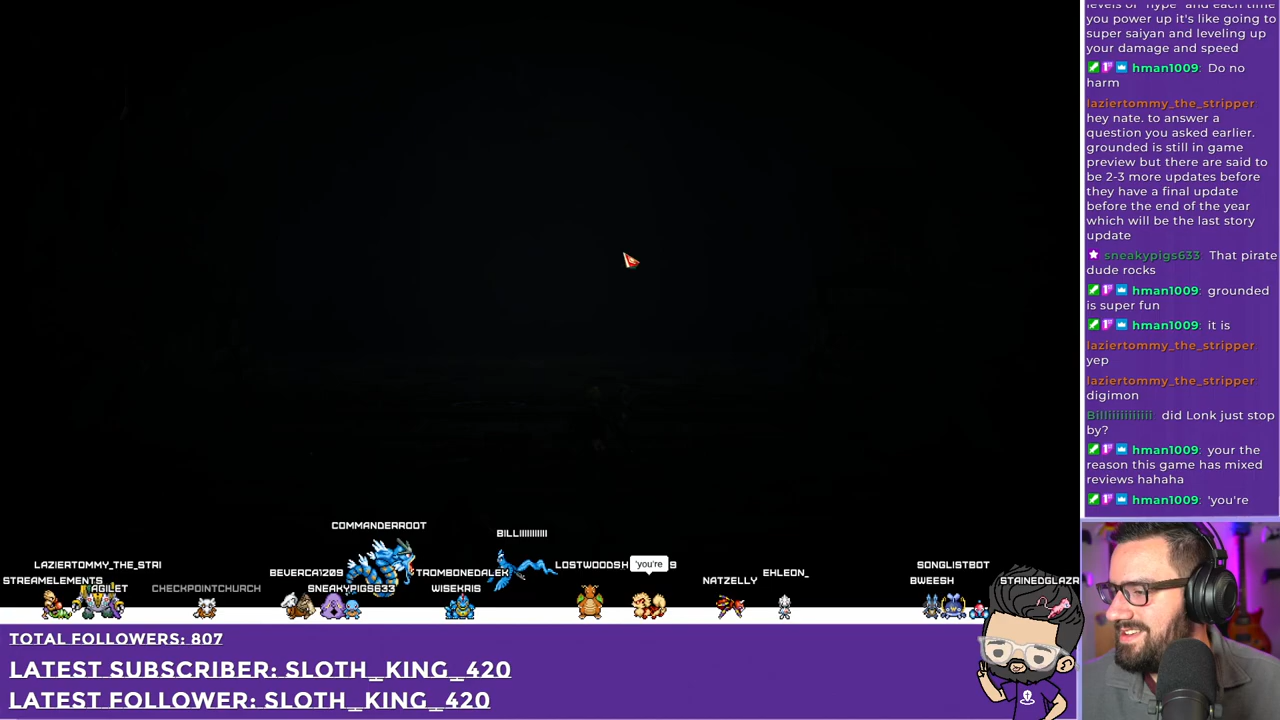 levels of "hype" and each time
you power up it's like going to
super saiyan and leveling up
your damage and speed
hman1009: Do no
harm
laziertommy_the_stripper
hey nate. to answer a
question you asked earlier.
grounded is still in game
preview but there are said to
be 2-3 more updates before
they have a final update
before the end of the year
which will be the last story
update
sneakypigs633 That pirate
dude rocks
hman1009: grounded
is super fun
hman1009: it is
laziertommy_the_stripper
yep
laziertommy_the_stripper
digimon
Billiiiiiiiiiii did Lonk just stop
by?
hman1009: your the
reason this game has mixed
reviews hahaha
hman1009: 'you're
COMMANDERROOT
BILLIIIIIIIIIII
LAZIERTOMMY_THE_STRI
STREAMELEMENTS
AGILET
CHECKPOINTCHURCH
BEVERCA1209
SNEAKYPIGS633
TROMBONEDALEK
WISEKRIS
LOSTWOODSH
'you're
9
NATZELLY
EHLEON_
SONGLISTBOT
BWEESH
STAINEDGLAZR
TOTAL FOLLOWERS: 807
LATEST SUBSCRIBER: SLOTH_KING_420
LATEST FOLLOWER: SLOTH_KING_420